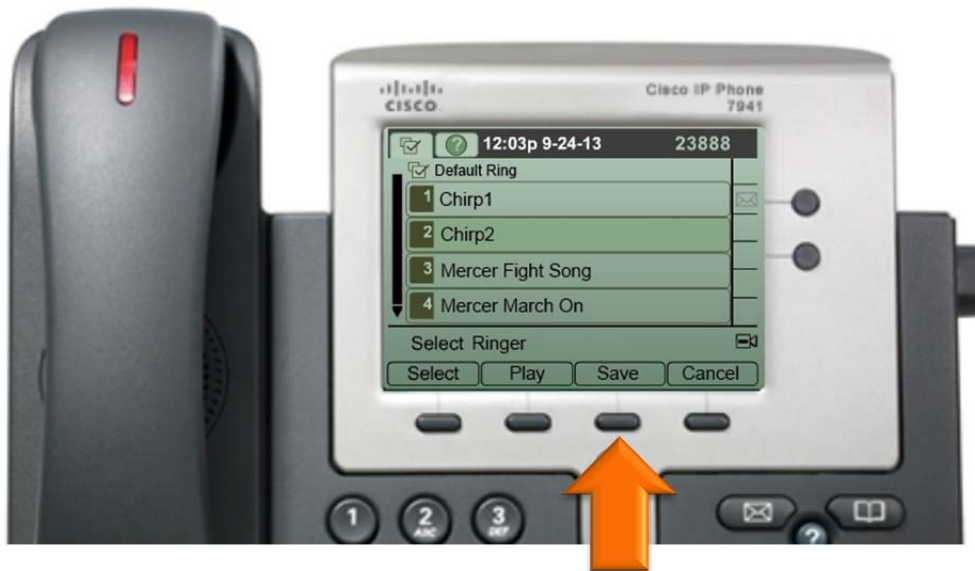 CISCO
Cisco IP Phone
7941
12:03p 9-24-13 23888
Default Ring
1 Chirp1
2 Chirp2
3 Mercer Fight Song
4 Mercer March On
Select Ringer
Select Play Save Cancel
1 2 3
ABC DEF
?